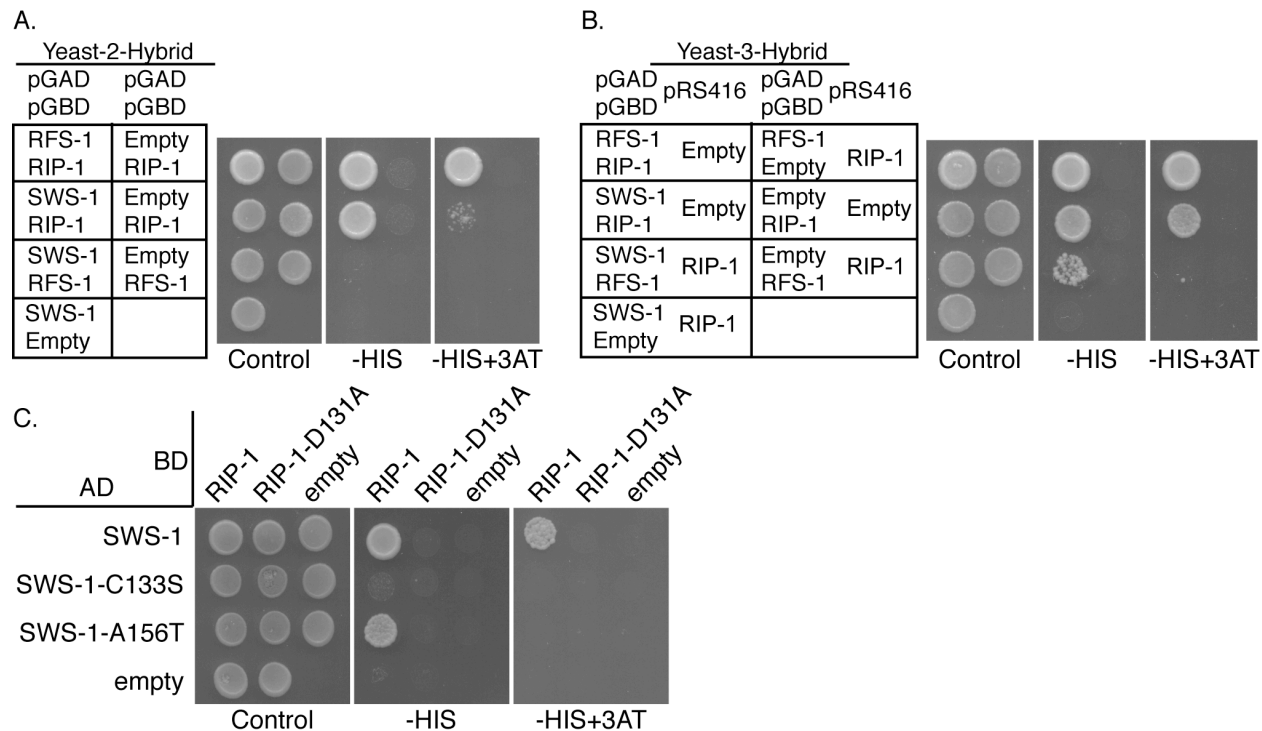 A.
Yeast-2-Hybrid
pGAD pGAD
pGBD pGBD
RFS-1 Empty
RIP-1 RIP-1
SWS-1 Empty
RIP-1 RIP-1
SWS-1 Empty
RFS-1 RFS-1
SWS-1
Empty
Control -HIS -HIS+3AT
B.
Yeast-3-Hybrid
pGAD pRS416 pGAD pRS416
pGBD pGBD
RFS-1 Empty RFS-1 RIP-1
RIP-1 Empty
SWS-1 Empty Empty Empty
RIP-1 RIP-1
SWS-1 RIP-1 Empty RIP-1
RFS-1 RFS-1
SWS-1 RIP-1
Empty
Control -HIS -HIS+3AT
C.
BD
AD
RIP-1 RIP-1-D131A empty RIP-1 RIP-1-D131A empty RIP-1 RIP-1-D131A empty
SWS-1
SWS-1-C133S
SWS-1-A156T
empty
Control -HIS -HIS+3AT